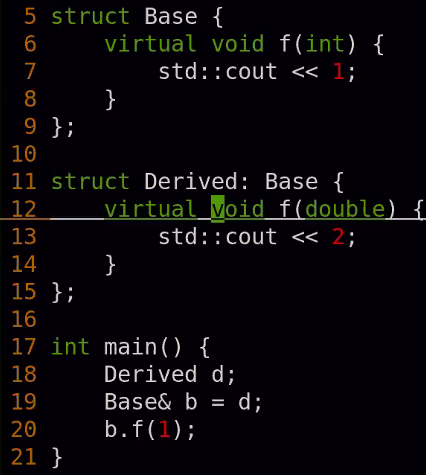 5 struct Base {
6     virtual void f(int) {
7         std::cout << 1;
8     }
9 };
10
11 struct Derived: Base {
12     virtual void f(double) {
13         std::cout << 2;
14     }
15 };
16
17 int main() {
18     Derived d;
19     Base& b = d;
20     b.f(1);
21 }